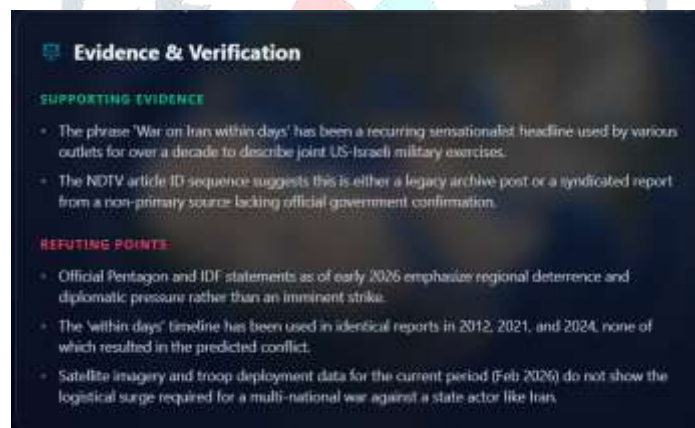 Evidence & Verification
SUPPORTING EVIDENCE
• The phrase 'War on Iran within days' has been a recurring sensationalist headline used by various
outlets for over a decade to describe joint US-Israeli military exercises.
• The NDTV article ID sequence suggests this is either a legacy archive post or a syndicated report
from a non-primary source lacking official government confirmation.
REFUTING POINTS
• Official Pentagon and IDF statements as of early 2026 emphasize regional deterrence and
diplomatic pressure rather than an imminent strike.
• The 'within days' timeline has been used in identical reports in 2012, 2021, and 2024, none of
which resulted in the predicted conflict.
• Satellite imagery and troop deployment data for the current period (Feb 2026) do not show the
logistical surge required for a multi-national war against a state actor like Iran.